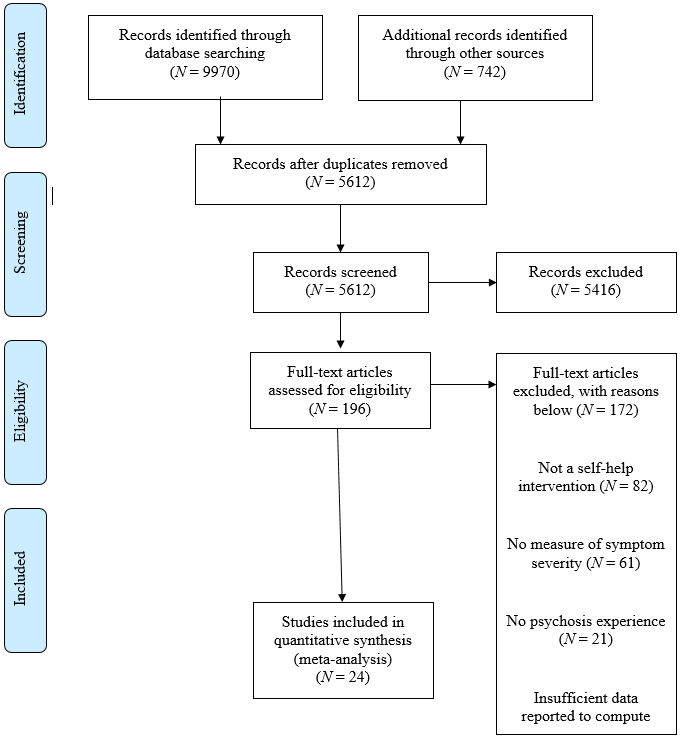 Identification
Records identified through
database searching
(N = 9970)
Additional records identified
through other sources
(N = 742)
Records after duplicates removed
(N = 5612)
Screening
Records screened
(N = 5612)
Records excluded
(N = 5416)
Eligibility
Full-text articles
assessed for eligibility
(N = 196)
Full-text articles
excluded, with reasons
below (N = 172)
Not a self-help
intervention (N = 82)
No measure of symptom
severity (N = 61)
No psychosis experience
(N = 21)
Insufficient data
reported to compute
Included
Studies included in
quantitative synthesis
(meta-analysis)
(N = 24)